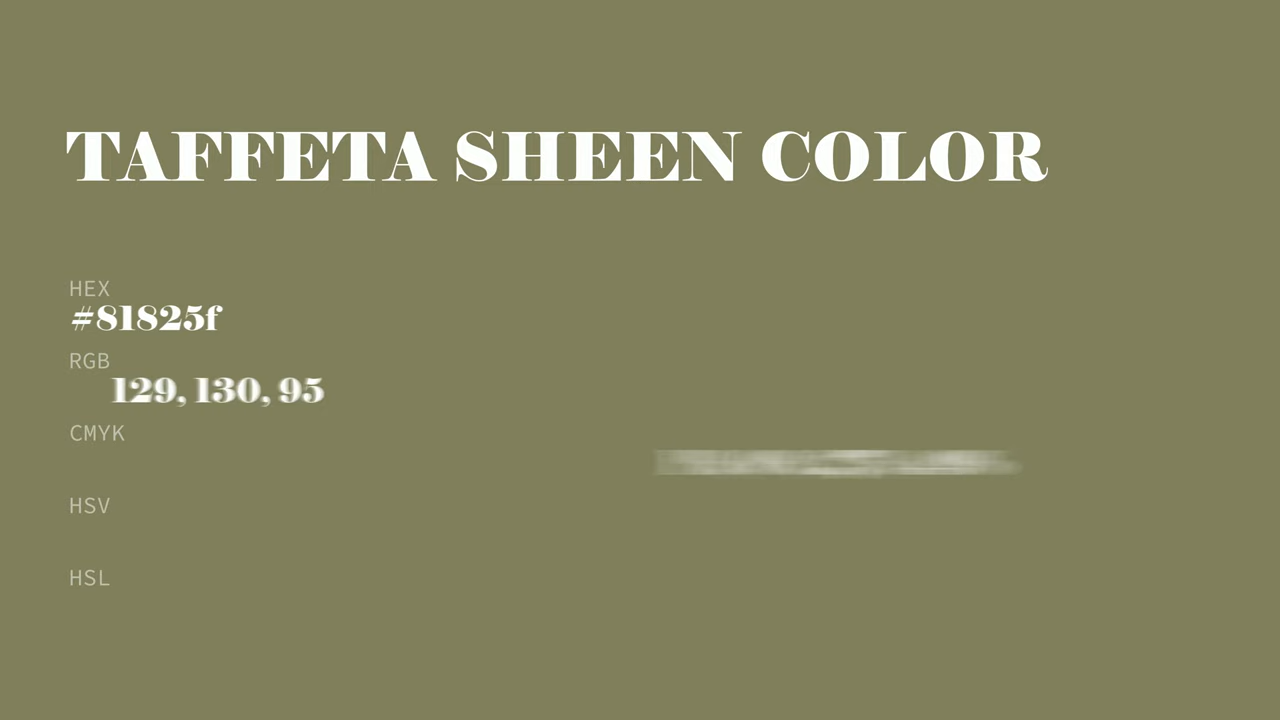 TAFFETA SHEEN COLOR
HEX
#81825f
RGB
129, 130, 95
CMYK
HSV
HSL